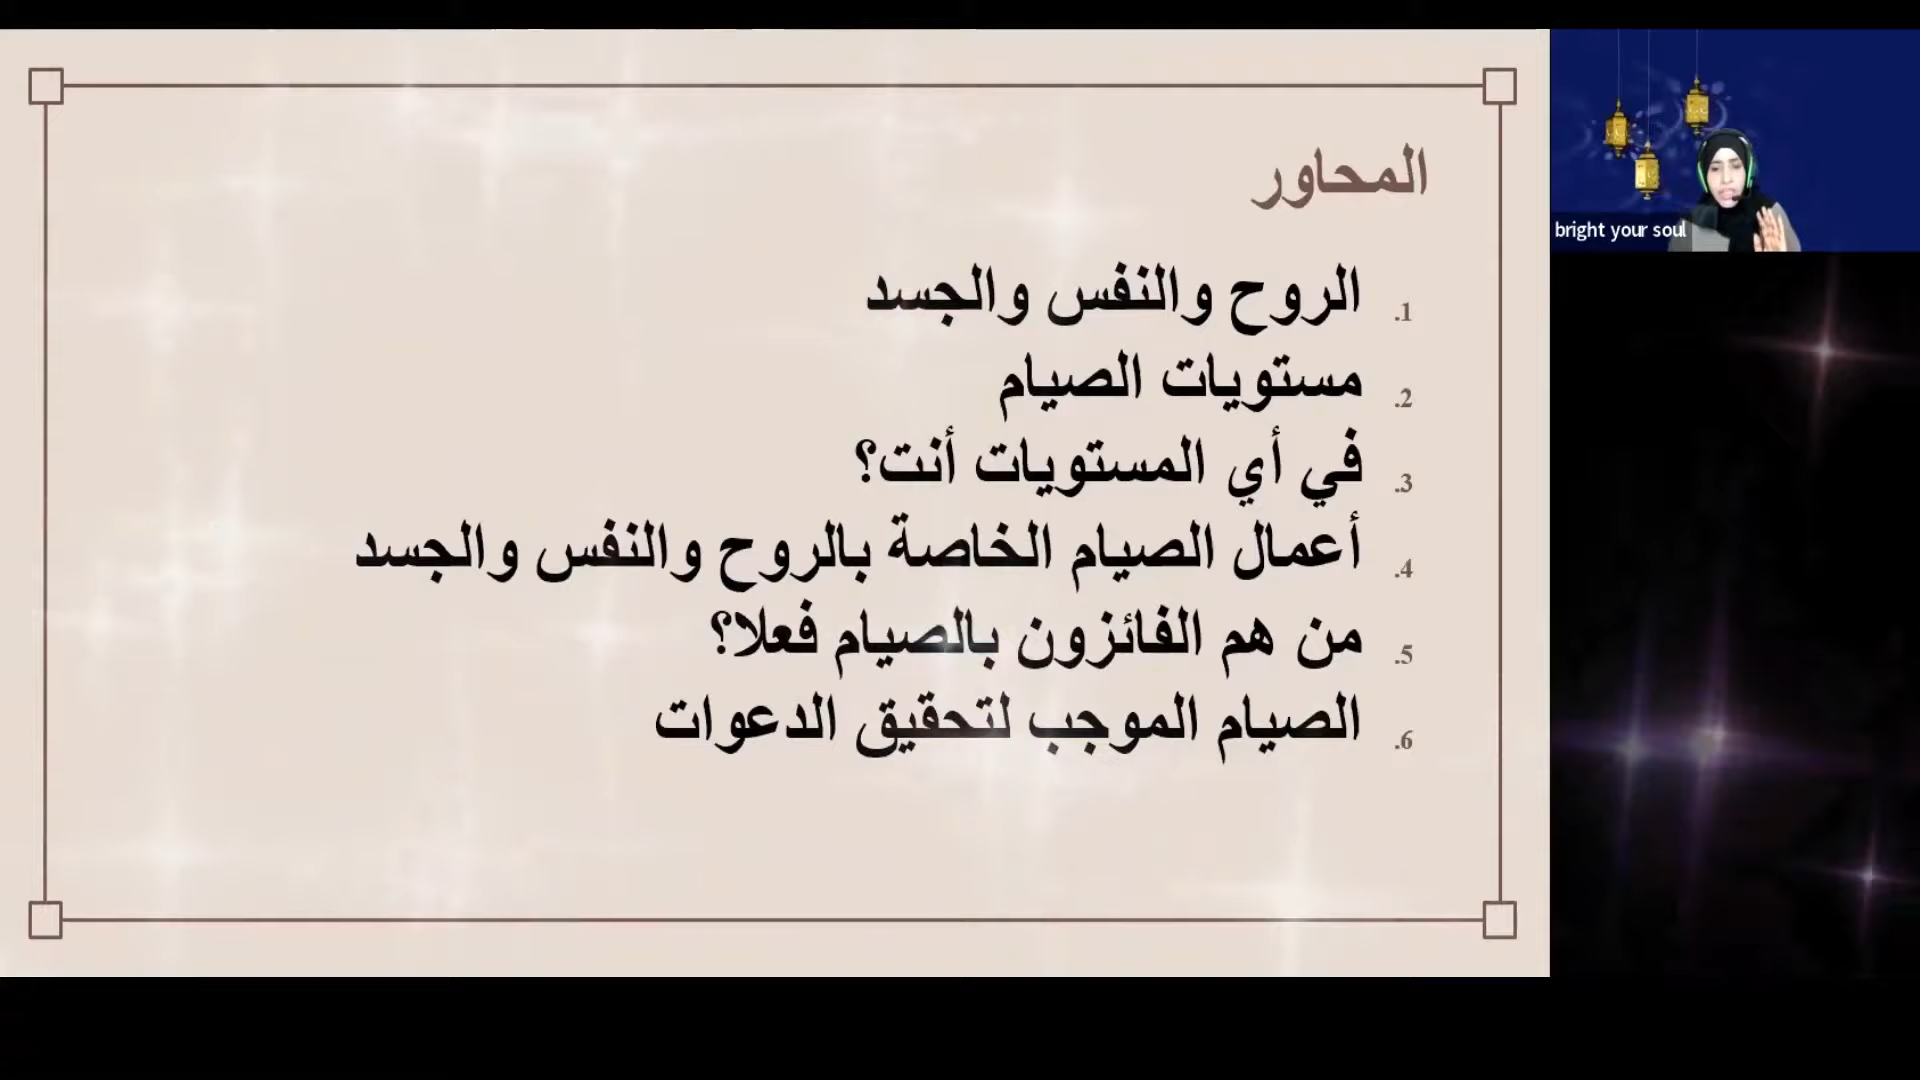 المحاور
1. الروح والنفس والجسد
2. مستويات الصيام
3. في أي المستويات أنت؟
4. أعمال الصيام الخاصة بالروح والنفس والجسد
5. من هم الفائزون بالصيام فعلا؟
6. الصيام الموجب لتحقيق الدعوات
bright your soul